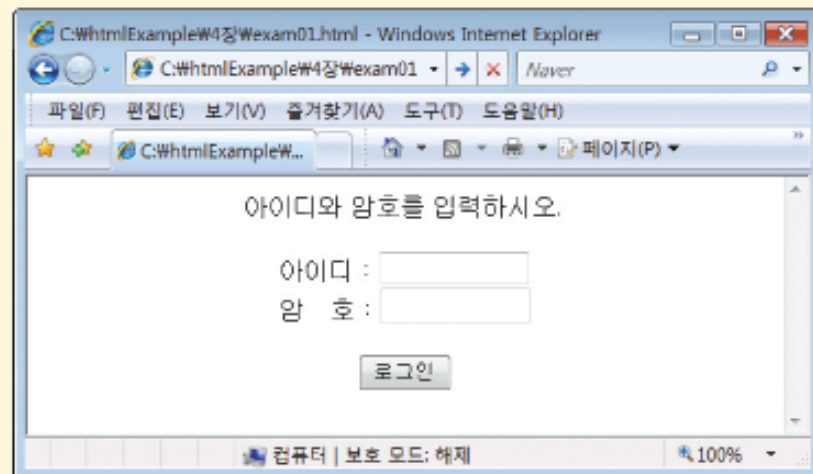 C:₩htmlExample₩4장₩exam01.html - Windows Internet Explorer
C:₩htmlExample₩4장₩exam01 Naver
파일(F) 편집(E) 보기(V) 즐겨찾기(A) 도구(T) 도움말(H)
C:₩htmlExample₩... 페이지(P)
아이디와 암호를 입력하시오.
아이디 :
암 호 :
로그인
컴퓨터 | 보호 모드: 해제 100%